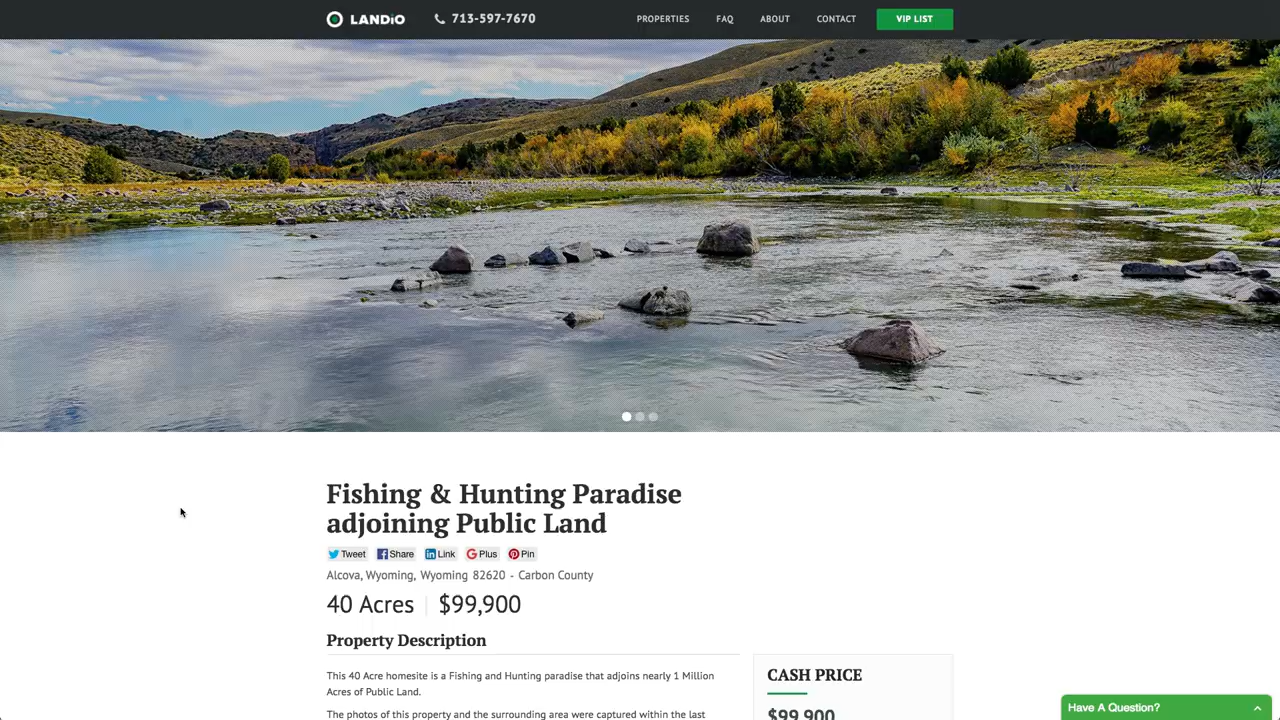 LANDiO
713-597-7670
PROPERTIES FAQ ABOUT CONTACT VIP LIST
Fishing & Hunting Paradise
adjoining Public Land
Tweet Share Link Plus Pin
Alcova, Wyoming, Wyoming 82620 - Carbon County
40 Acres | $99,900
Property Description
This 40 Acre homesite is a Fishing and Hunting paradise that adjoins nearly 1 Million
Acres of Public Land.
The photos of this property and the surrounding area were captured within the last
CASH PRICE
$99,900
Have A Question?